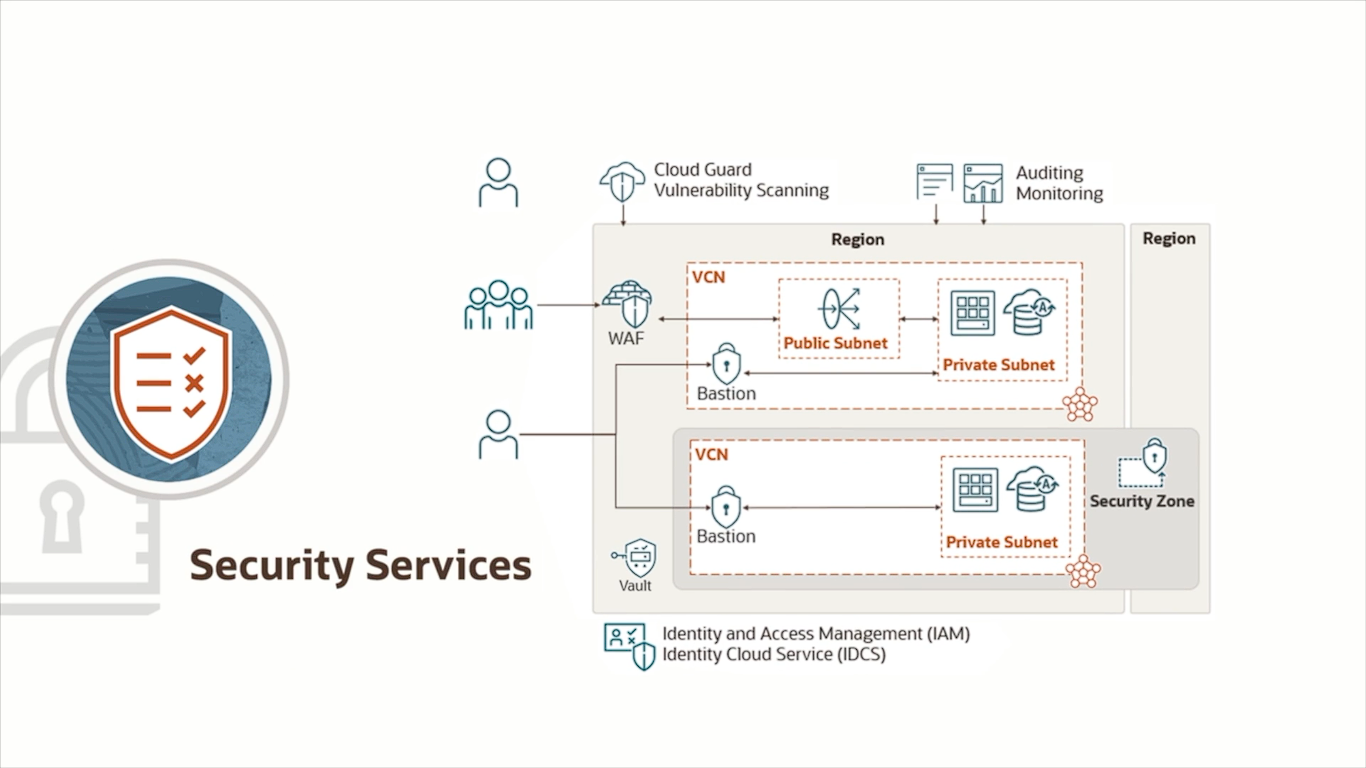 Security Services
Cloud Guard
Vulnerability Scanning
Auditing
Monitoring
Region
Region
VCN
WAF
Public Subnet
A
Private Subnet
Bastion
VCN
A
Security Zone
Bastion
Private Subnet
Vault
Identity and Access Management (IAM)
Identity Cloud Service (IDCS)